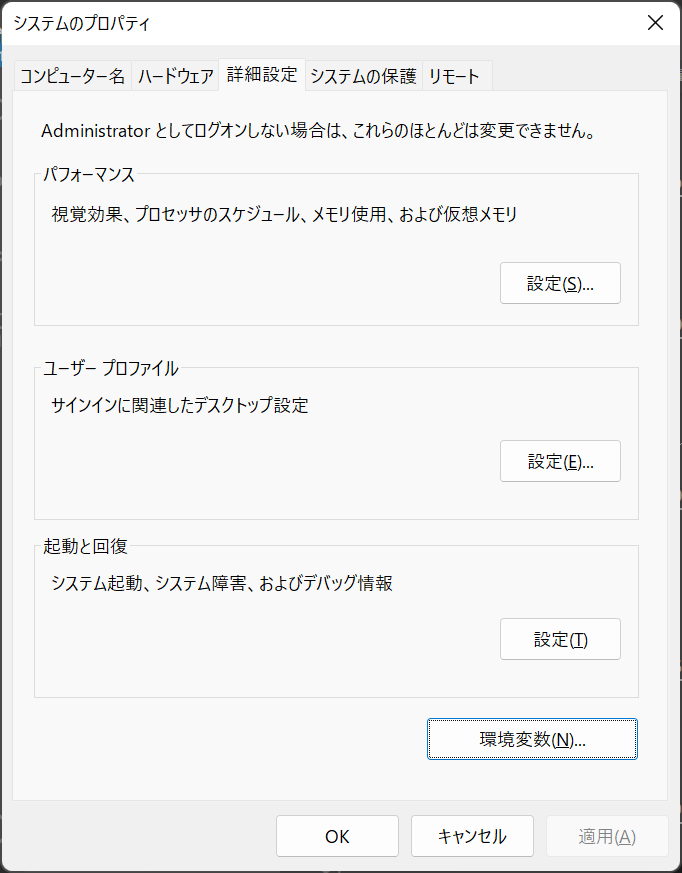 システムのプロパティ
コンピューター名 ハードウェア 詳細設定 システムの保護 リモート
Administrator としてログオンしない場合は、これらのほとんどは変更できません。
パフォーマンス
視覚効果、プロセッサのスケジュール、メモリ使用、および仮想メモリ
設定(S)...
ユーザー プロファイル
サインインに関連したデスクトップ設定
設定(E)...
起動と回復
システム起動、システム障害、およびデバッグ情報
設定(T)
環境変数(N)...
OK キャンセル 適用(A)